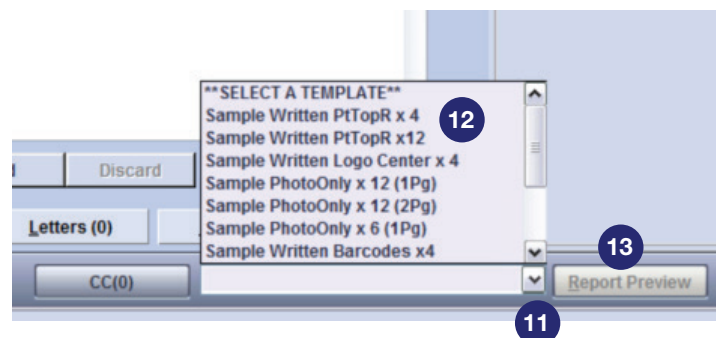 **SELECT A TEMPLATE**
Sample Written PtTopR x 4
12
Sample Written PtTopR x12
Sample Written Logo Center x 4
Discard
Sample PhotoOnly x 12 (1Pg)
Sample PhotoOnly x 12 (2Pg)
Letters (0)
Sample PhotoOnly x 6 (1Pg)
Sample Written Barcodes x4
13
CC(0)
Report Preview
11